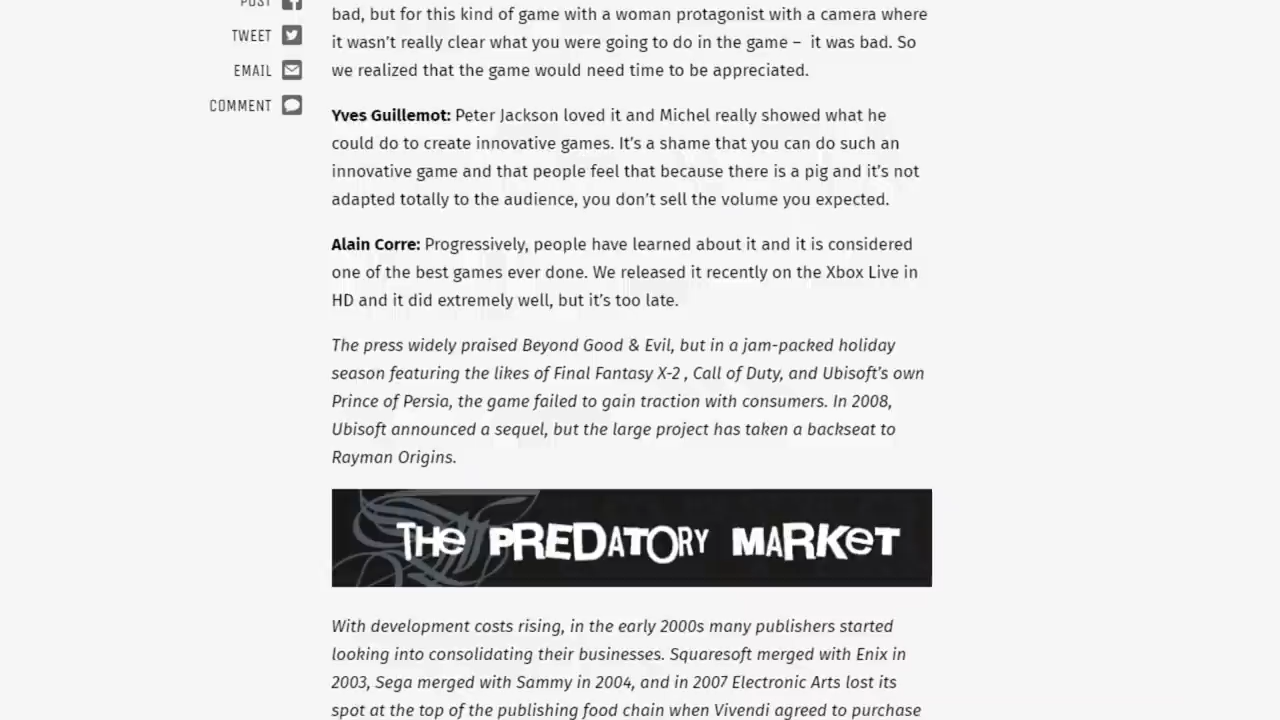 POST
bad, but for this kind of game with a woman protagonist with a camera where
TWEET
it wasn't really clear what you were going to do in the game –  it was bad. So
EMAIL
we realized that the game would need time to be appreciated.
COMMENT
Yves Guillemot: Peter Jackson loved it and Michel really showed what he
could do to create innovative games. It's a shame that you can do such an
innovative game and that people feel that because there is a pig and it's not
adapted totally to the audience, you don't sell the volume you expected.
Alain Corre: Progressively, people have learned about it and it is considered
one of the best games ever done. We released it recently on the Xbox Live in
HD and it did extremely well, but it's too late.
The press widely praised Beyond Good & Evil, but in a jam-packed holiday
season featuring the likes of Final Fantasy X-2 , Call of Duty, and Ubisoft's own
Prince of Persia, the game failed to gain traction with consumers. In 2008,
Ubisoft announced a sequel, but the large project has taken a backseat to
Rayman Origins.
THe PREDATORY MARKeT
With development costs rising, in the early 2000s many publishers started
looking into consolidating their businesses. Squaresoft merged with Enix in
2003, Sega merged with Sammy in 2004, and in 2007 Electronic Arts lost its
spot at the top of the publishing food chain when Vivendi agreed to purchase